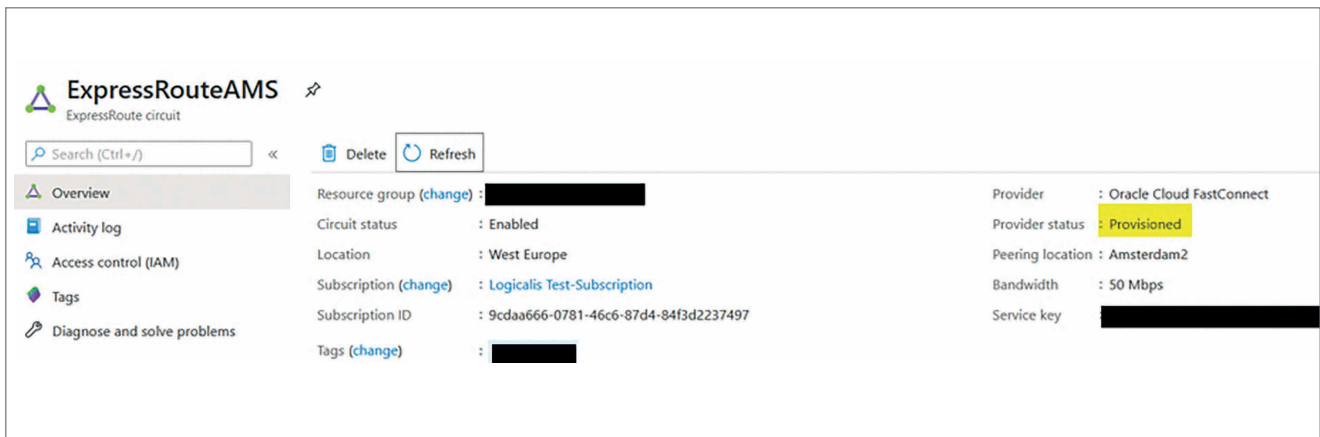 ExpressRouteAMS
ExpressRoute circuit
Search (Ctrl+/)
«
Delete
Refresh
Overview
Activity log
Access control (IAM)
Tags
Diagnose and solve problems
Resource group (change) :
Circuit status : Enabled
Location : West Europe
Subscription (change) : Logicalis Test-Subscription
Subscription ID : 9cdaa666-0781-46c6-87d4-84f3d2237497
Tags (change) :
Provider : Oracle Cloud FastConnect
Provider status : Provisioned
Peering location : Amsterdam2
Bandwidth : 50 Mbps
Service key :